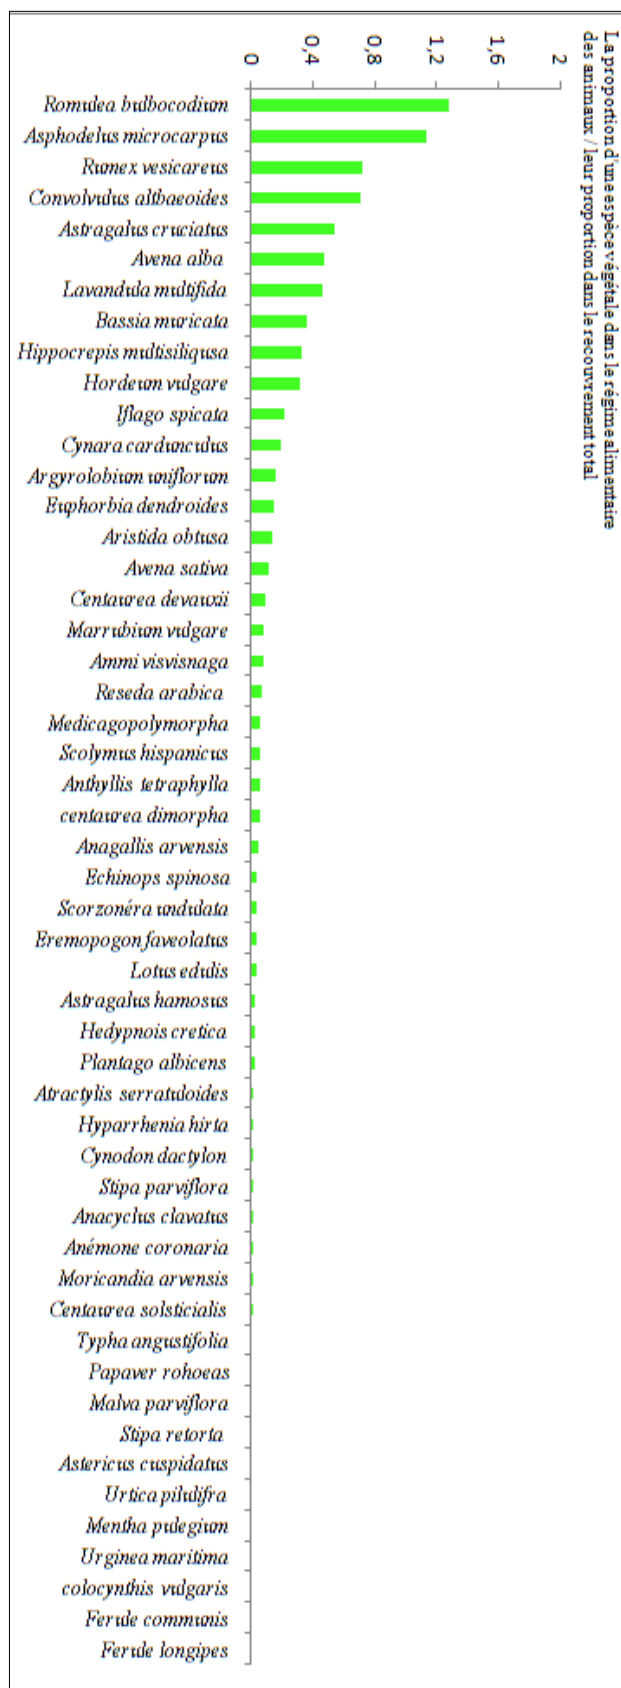 La proportion d'une espèce végétale dans le régime alimentaire
des animaux / leur proportion dans le recouvrement total
0
0,4
0,8
1,2
1,6
2
Romulea bulbocodium
Asphodelus microcarpus
Rumex vesicareus
Convolvulus althaeoides
Astragalus cruciatus
Avena alba
Lavandula multifida
Bassia muricata
Hippocrepis multisiliqusa
Hordeum vulgare
Iflago spicata
Cynara cardunculus
Argyrolobium uniflorum
Euphorbia dendroides
Aristida obtusa
Avena sativa
Centaurea devauxii
Marrubium vulgare
Ammi visvisnaga
Reseda arabica
Medicagopolymorpha
Scolymus hispanicus
Anthyllis tetraphylla
centaurea dimorpha
Anagallis arvensis
Echinops spinosa
Scorzonéra undulata
Eremopogon faveolatus
Lotus edulis
Astragalus hamosus
Hedypnois cretica
Plantago albicens
Atractylis serratuloides
Hyparrhenia hirta
Cynodon dactylon
Stipa parviflora
Anacyclus clavatus
Anémone coronaria
Moricandia arvensis
Centaurea solsticialis
Typha angustifolia
Papaver rohoeas
Malva parviflora
Stipa retorta
Astericus cuspidatus
Urtica pilulifra
Mentha pulegium
Urginea maritima
colocynthis vulgaris
Ferule communis
Ferule longipes